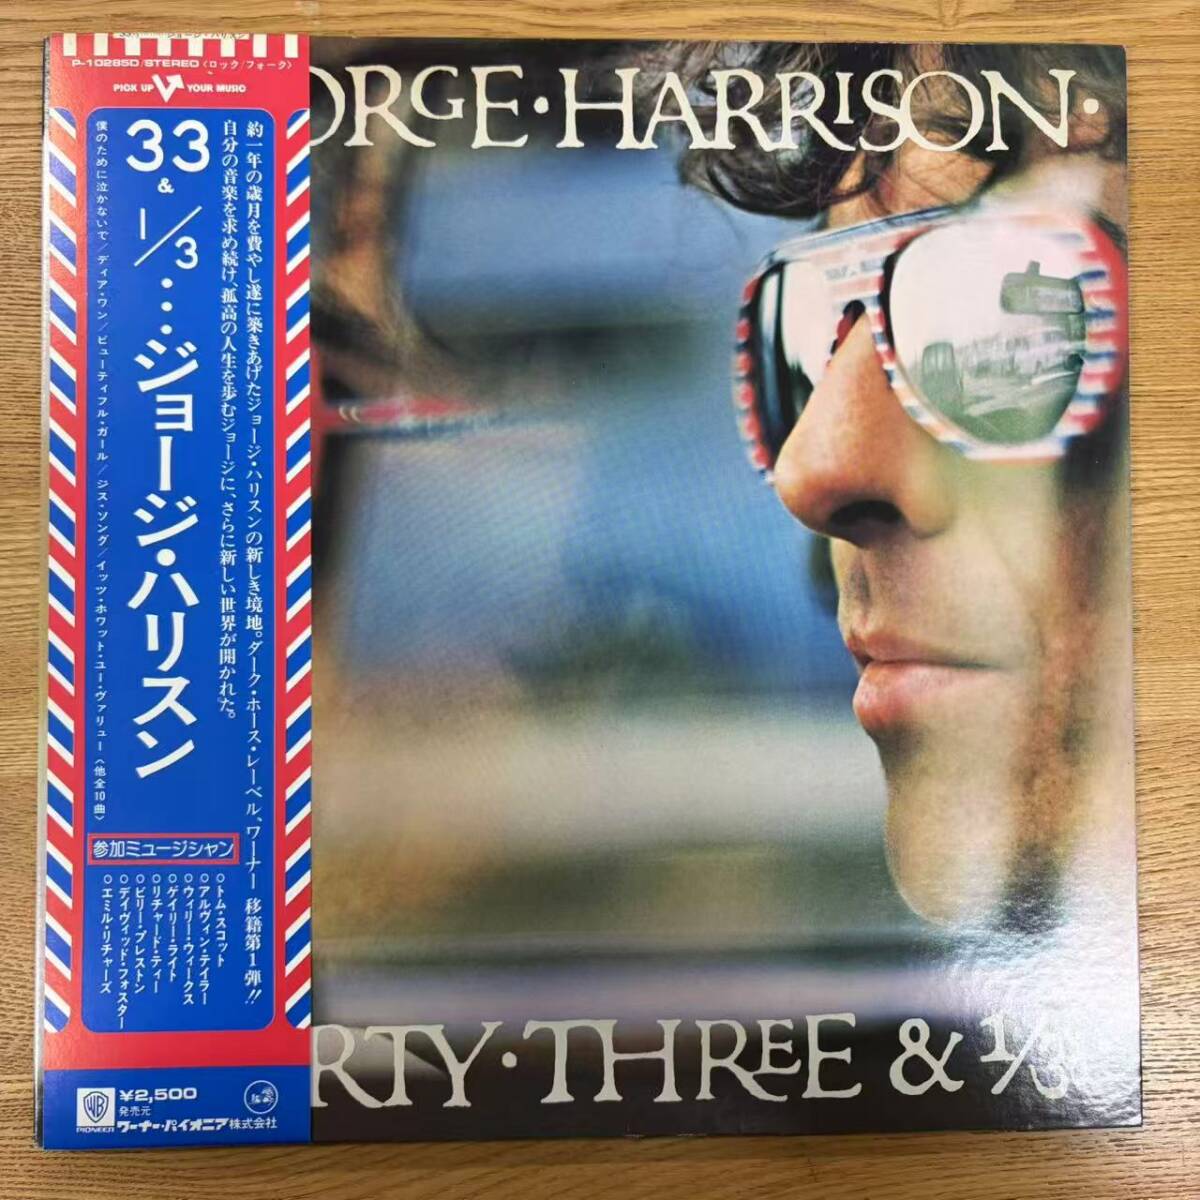 P-10285D/STEREO〈ロック/フォーク〉
PICK UP YOUR MUSIC
33
&
1/3…ジョージ・ハリスン
約一年の歳月を費やし遂に築きあげたジョージ・ハリスンの新しき境地。ダーク・ホース・レーベル、ワーナー移籍第1弾!!
自分の音楽を求め続け、孤高の人生を歩むジョージに、さらに新しい世界が開かれた。
僕のために泣かないで/ディア・ワン/ビューティフル・ガール/ジス・ソング/イッツ・ホワット・ユー・ヴァリュー〈他全10曲〉
参加ミュージシャン
○トム・スコット
○アルヴィン・テイラー
○ウィリー・ウィークス
○ゲイリー・ライト
○リチャード・ティー
○ビリー・プレストン
○デイヴィッド・フォスター
○エミル・リチャーズ
WB
PIONEER
¥2,500
発売元
ワーナー・パイオニア株式会社
ORGE·HARRISON·
RTY·THREE & 1/3